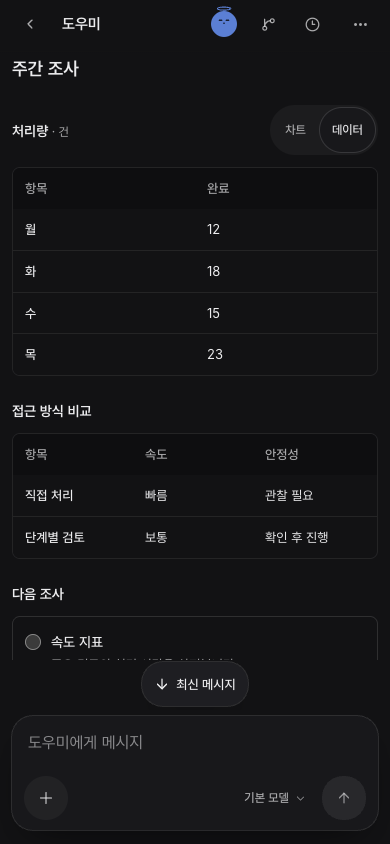 도우미
주간 조사
처리량 · 건
차트
데이터
항목 완료
월 12
화 18
수 15
목 23
접근 방식 비교
항목 속도 안정성
직접 처리 빠름 관찰 필요
단계별 검토 보통 확인 후 진행
다음 조사
속도 지표
최신 메시지
도우미에게 메시지
기본 모델